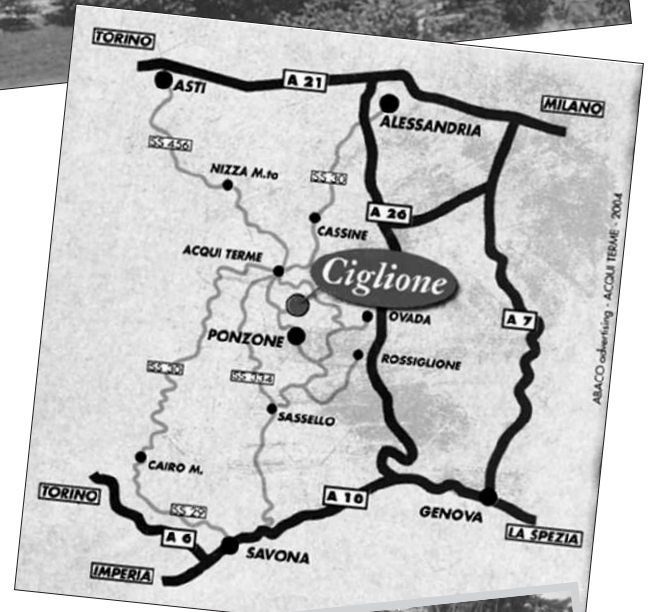 TORINO
ASTI
A 21
MILANO
ALESSANDRIA
SS 456
NIZZA M.to
SS 30
A 26
CASSINE
ACQUI TERME
Ciglione
OVADA
A 7
PONZONE
ROSSIGLIONE
SS 30
SS 334
SASSELLO
CAIRO M.
TORINO
A 10
SS 29
GENOVA
LA SPEZIA
A 6
SAVONA
IMPERIA
ABACO advertising - ACQUI TERME - 2004